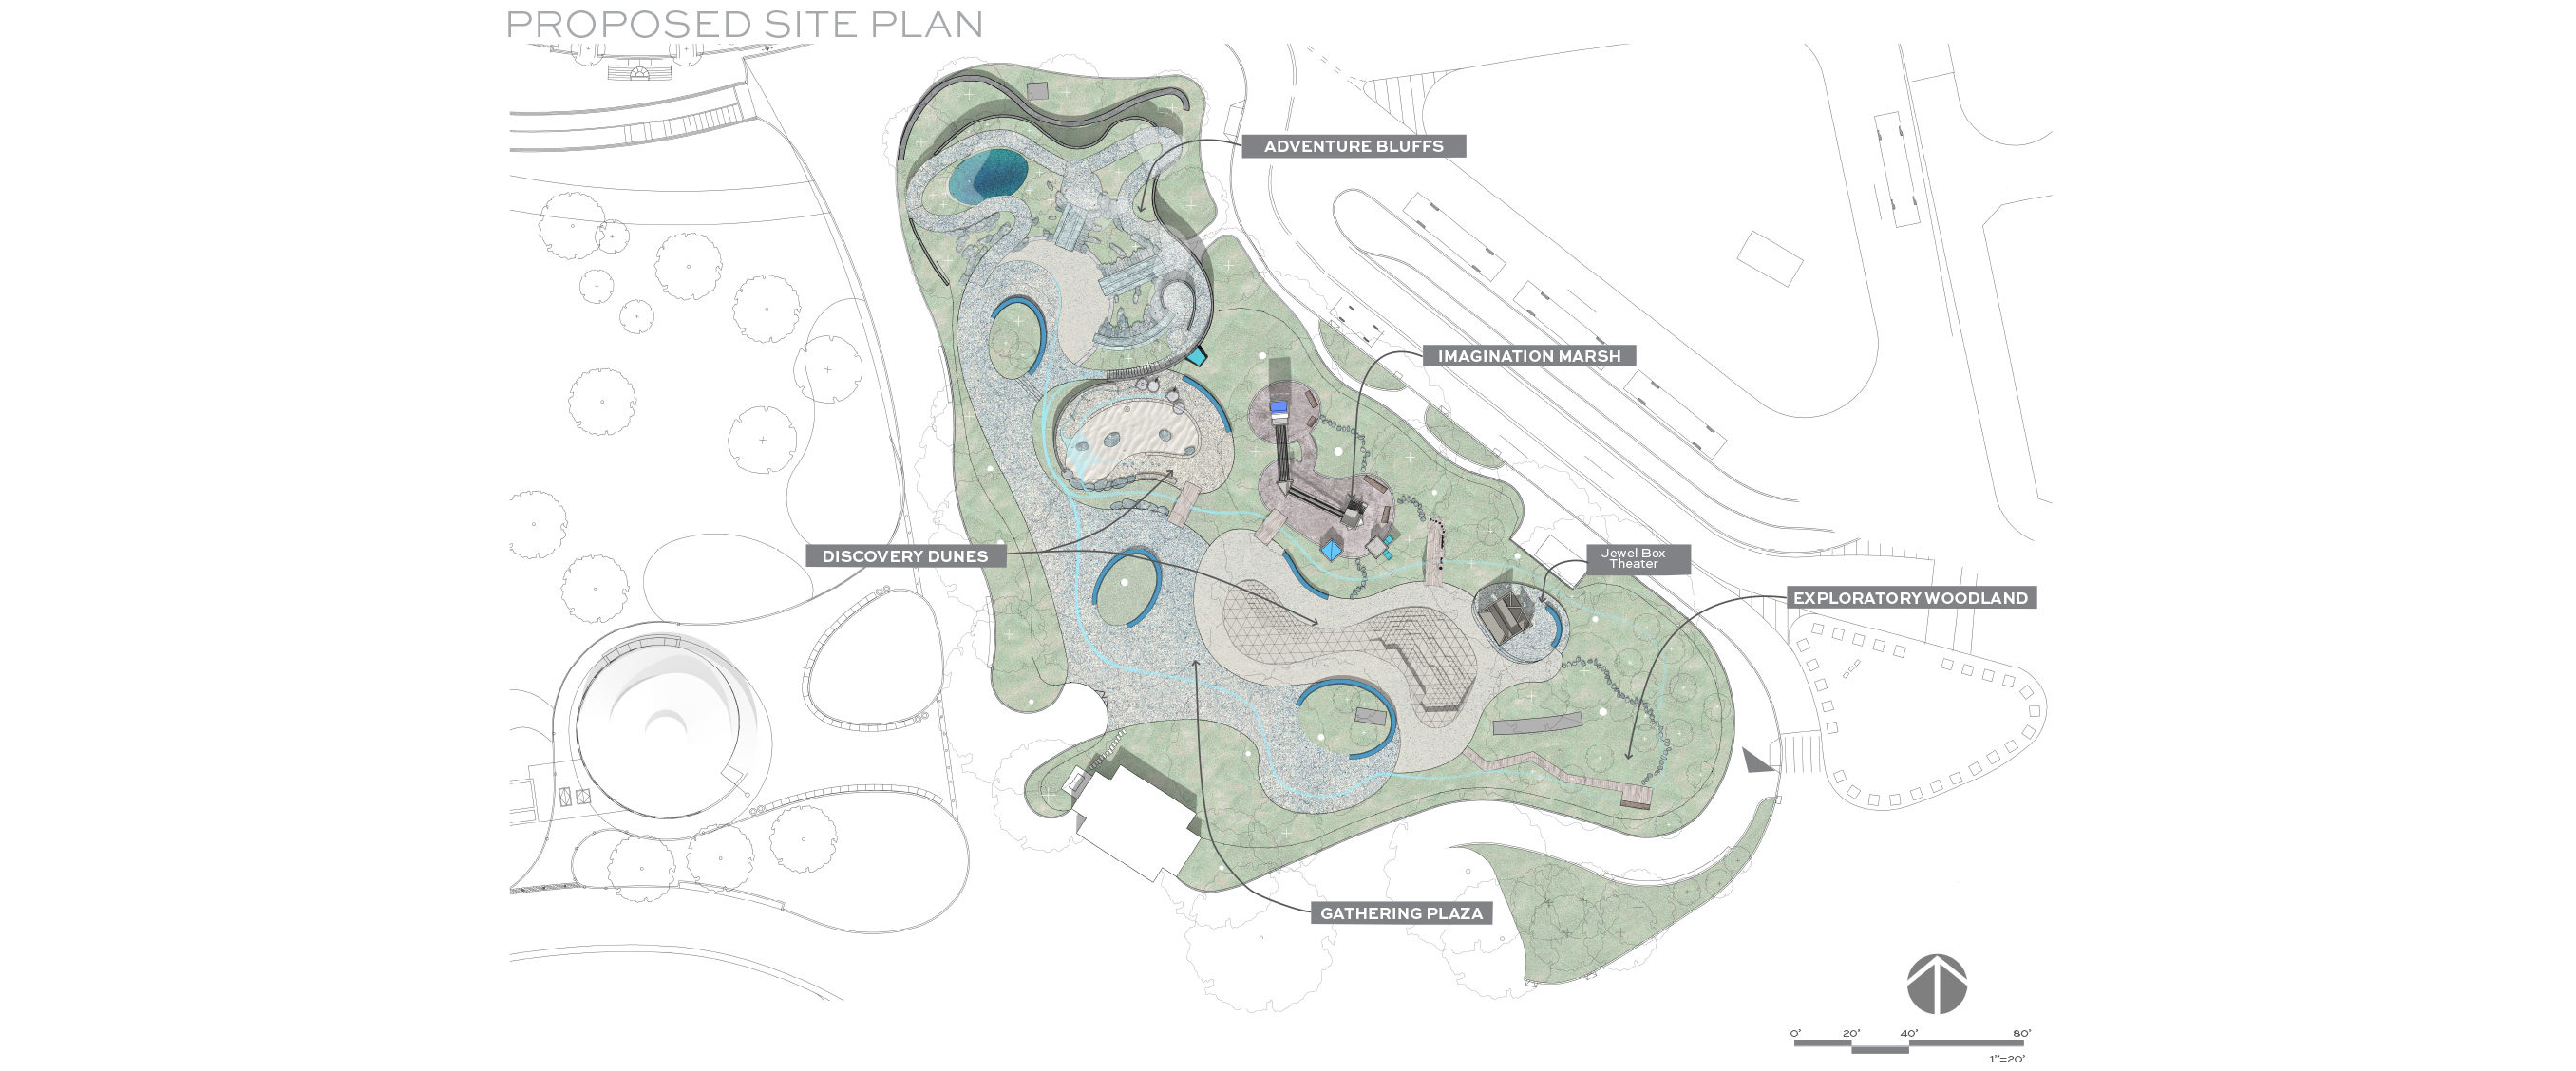 PROPOSED SITE PLAN
ADVENTURE BLUFFS
IMAGINATION MARSH
DISCOVERY DUNES
Jewel Box
Theater
EXPLORATORY WOODLAND
GATHERING PLAZA
0' 20' 40' 80'
1"=20'